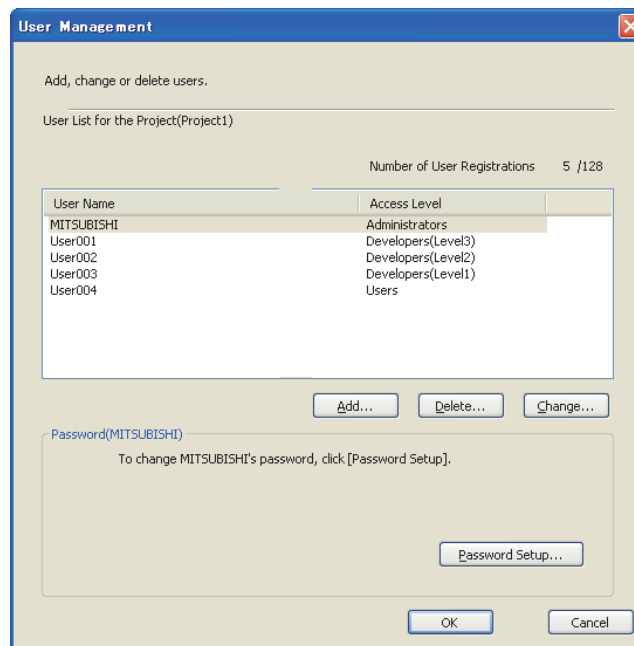 User Management
Add, change or delete users.
User List for the Project(Project1)
Number of User Registrations 5 /128
User Name Access Level
MITSUBISHI Administrators
User001 Developers(Level3)
User002 Developers(Level2)
User003 Developers(Level1)
User004 Users
Add... Delete... Change...
Password(MITSUBISHI)
To change MITSUBISHI's password, click [Password Setup].
Password Setup...
OK Cancel